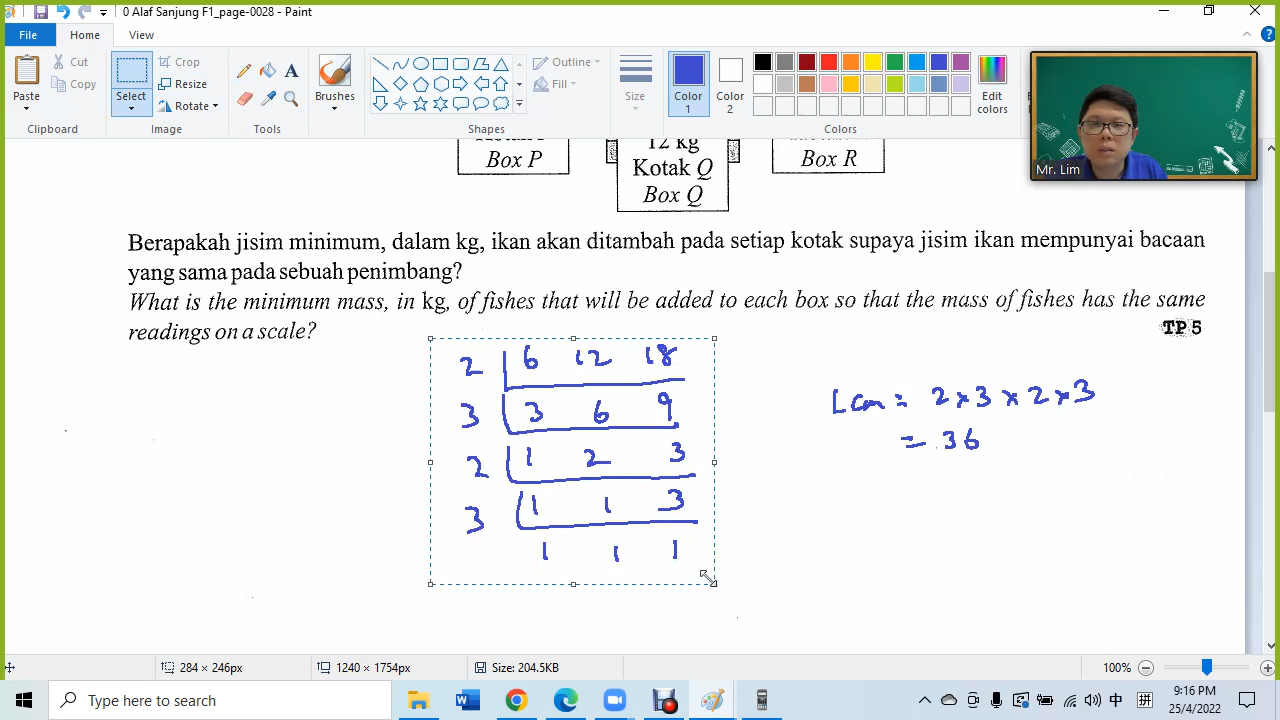 0 Alaf Sanjung F1_page-0028 - Paint
File Home View
Paste Cut Copy
Select Crop Resize Rotate
Brushes
Outline
Fill
Size
Color 1
Color 2
Edit colors
Clipboard Image Tools Shapes Colors
Mr. Lim
Box P
12 kg
Kotak Q
Box Q
Box R
Berapakah jisim minimum, dalam kg, ikan akan ditambah pada setiap kotak supaya jisim ikan mempunyai bacaan
yang sama pada sebuah penimbang?
What is the minimum mass, in kg, of fishes that will be added to each box so that the mass of fishes has the same
readings on a scale?
TP 5
2 6 12 18
3 3 6 9
2 1 2 3
3 1 1 3
1 1 1
Lcm = 2 × 3 × 2 × 3
= 36
284 × 246px 1240 × 1754px Size: 204.5KB 100%
Type here to search
中 拼 9:16 PM
25/4/2022